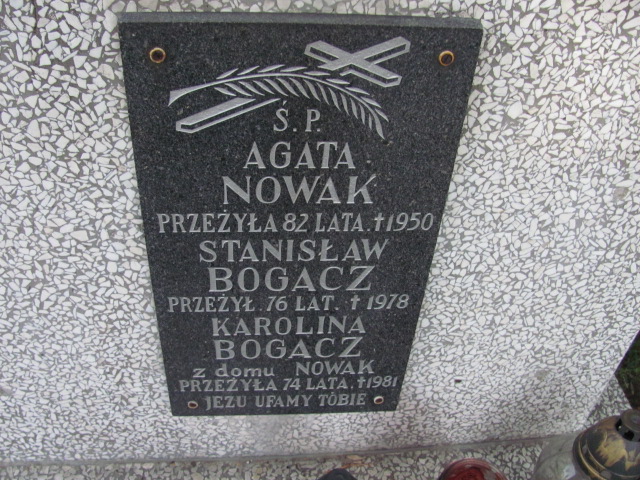 Ś.P.
AGATA
NOWAK
PRZEŻYŁA 82 LATA. †1950
STANISŁAW
BOGACZ
PRZEŻYŁ. 76 LAT. † 1978
KAROLINA
BOGACZ
z domu NOWAK
PRZEŻYŁA 74 LATA. †1981
JEZU UFAMY TOBIE